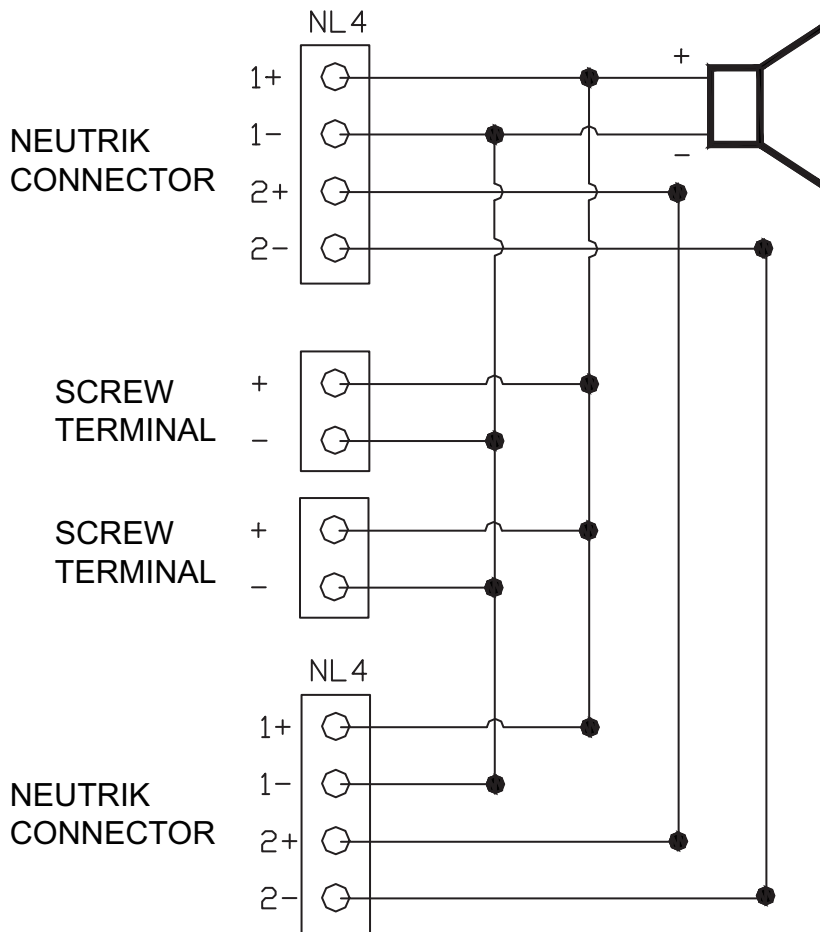 NL4
1+
+
NEUTRIK
CONNECTOR
1-
-
2+
2-
SCREW
TERMINAL
+
-
SCREW
TERMINAL
+
-
NL4
1+
NEUTRIK
CONNECTOR
1-
2+
2-